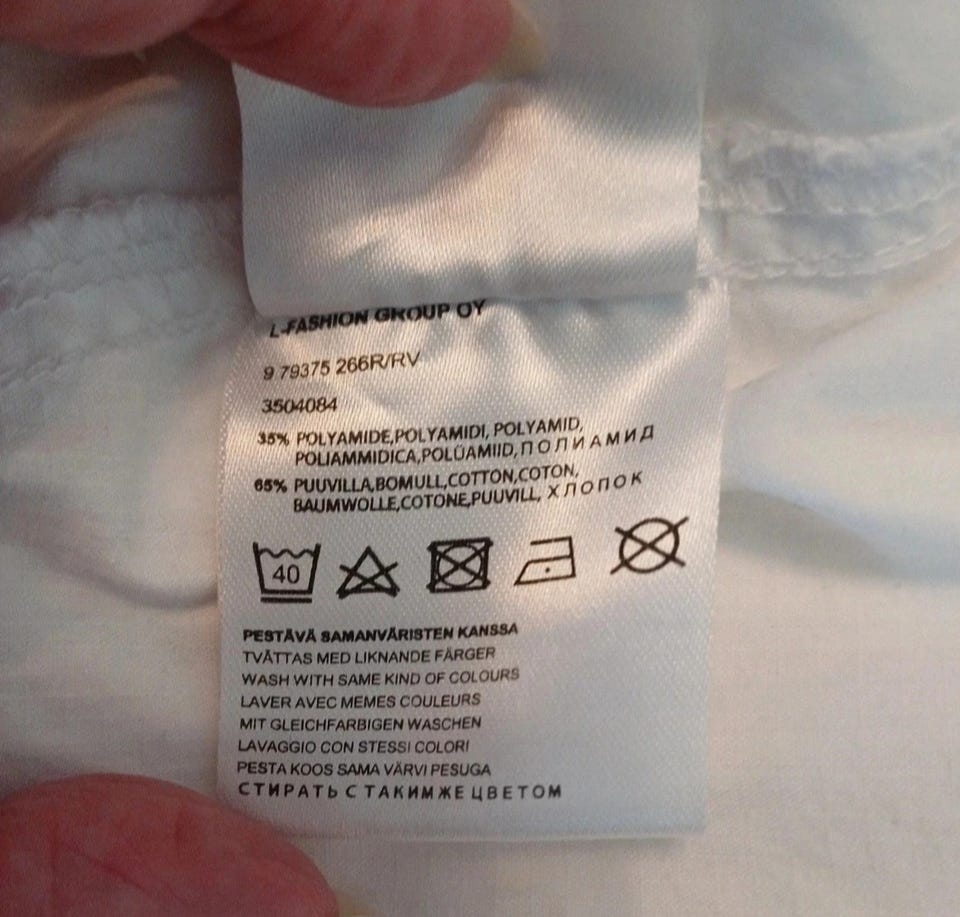 L-FASHION GROUP OY
9 79375 266R/RV
3504084
35% POLYAMIDE,POLYAMIDI, POLYAMID,
POLIAMMIDICA,POLÜAMIID,ПОЛИАМИД
65% PUUVILLA,BOMULL,COTTON,COTON,
BAUMWOLLE,COTONE,PUUVILL, ХЛОПОК
40
PESTÄVÄ SAMANVÄRISTEN KANSSA
TVÄTTAS MED LIKNANDE FÄRGER
WASH WITH SAME KIND OF COLOURS
LAVER AVEC MEMES COULEURS
MIT GLEICHFARBIGEN WASCHEN
LAVAGGIO CON STESSI COLORI
PESTA KOOS SAMA VÄRVI PESUGA
СТИРАТЬ С ТАКИМ ЖЕ ЦВЕТОМ